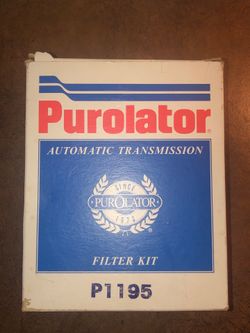 Purolator®
AUTOMATIC TRANSMISSION
SINCE
PUROLATOR
1923
FILTER KIT
P1195